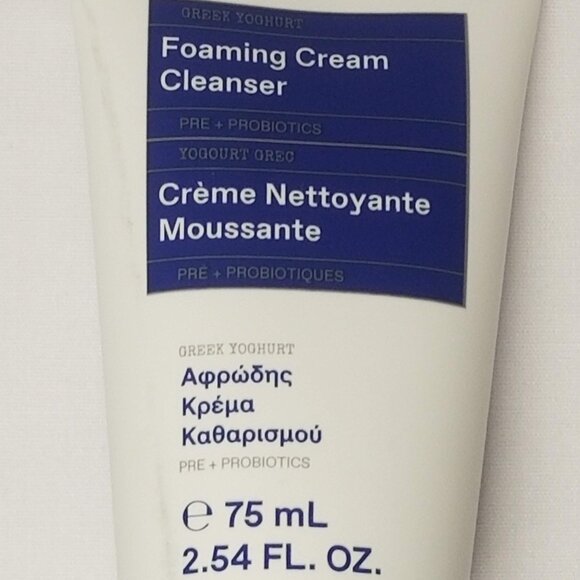 GREEK YOGHURT
Foaming Cream
Cleanser
PRE + PROBIOTICS
YOGOURT GREC
Crème Nettoyante
Moussante
PRÉ + PROBIOTIQUES
GREEK YOGHURT
Αφρώδης
Κρέμα
Καθαρισμού
PRE + PROBIOTICS
℮ 75 mL
2.54 FL. OZ.